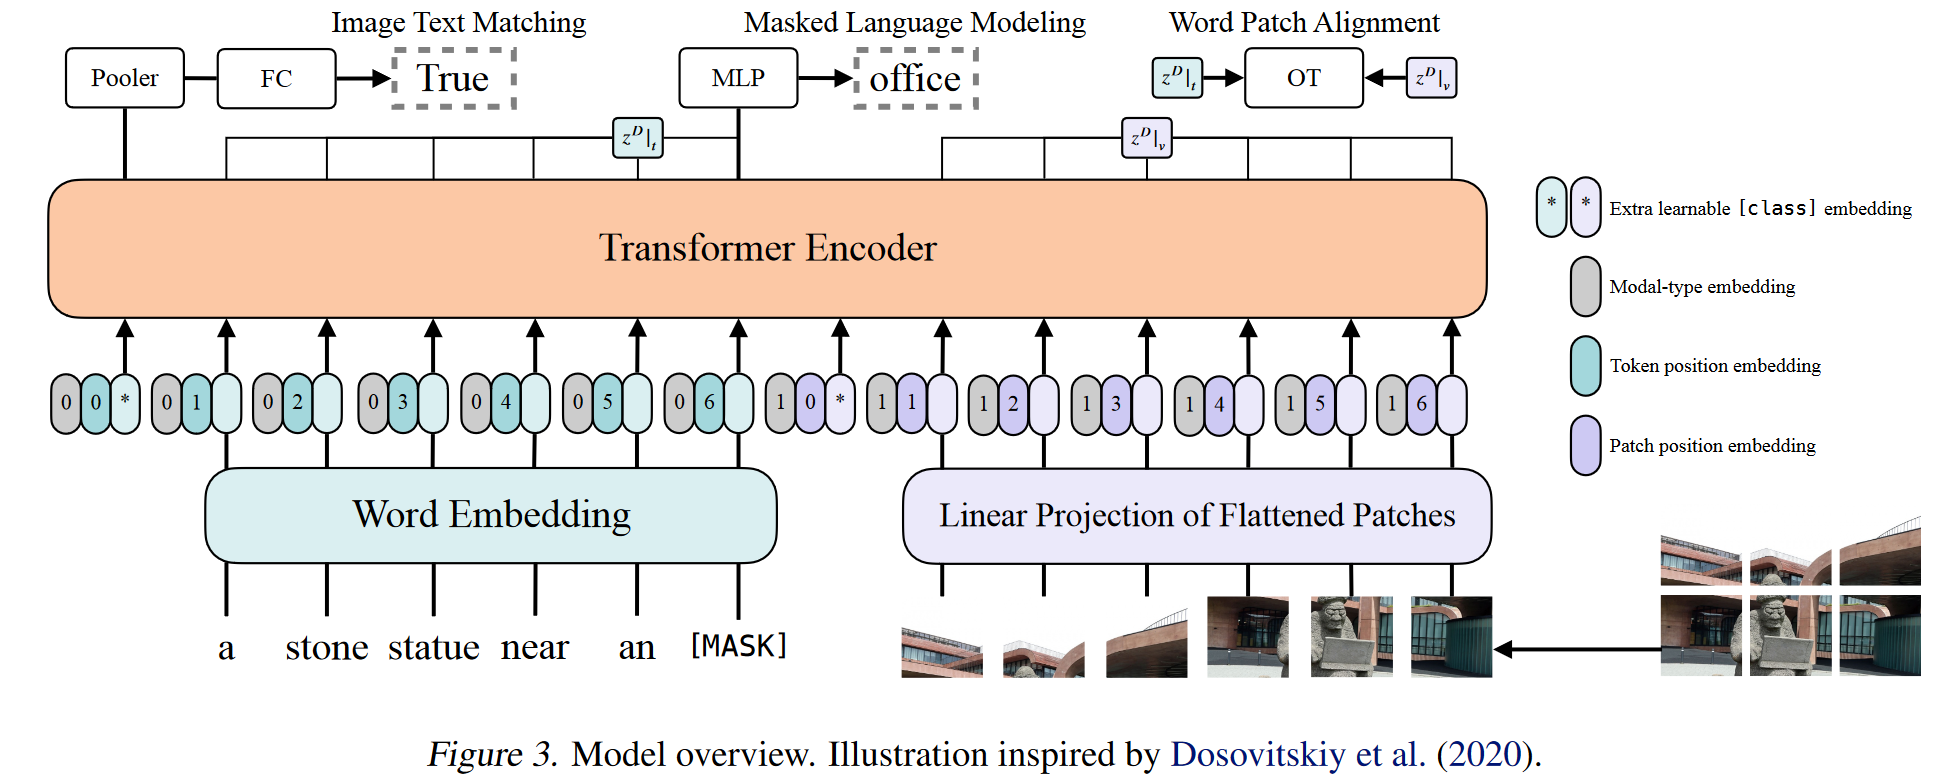 Image Text Matching
Masked Language Modeling
Word Patch Alignment
Pooler
FC
True
MLP
office
z^D|_t
OT
z^D|_v
z^D|_t
z^D|_v
Transformer Encoder
* * Extra learnable [class] embedding
Modal-type embedding
Token position embedding
Patch position embedding
0 0 * 0 1 0 2 0 3 0 4 0 5 0 6 1 0 * 1 1 1 2 1 3 1 4 1 5 1 6
Word Embedding
Linear Projection of Flattened Patches
a stone statue near an [MASK]
Figure 3. Model overview. Illustration inspired by Dosovitskiy et al. (2020).